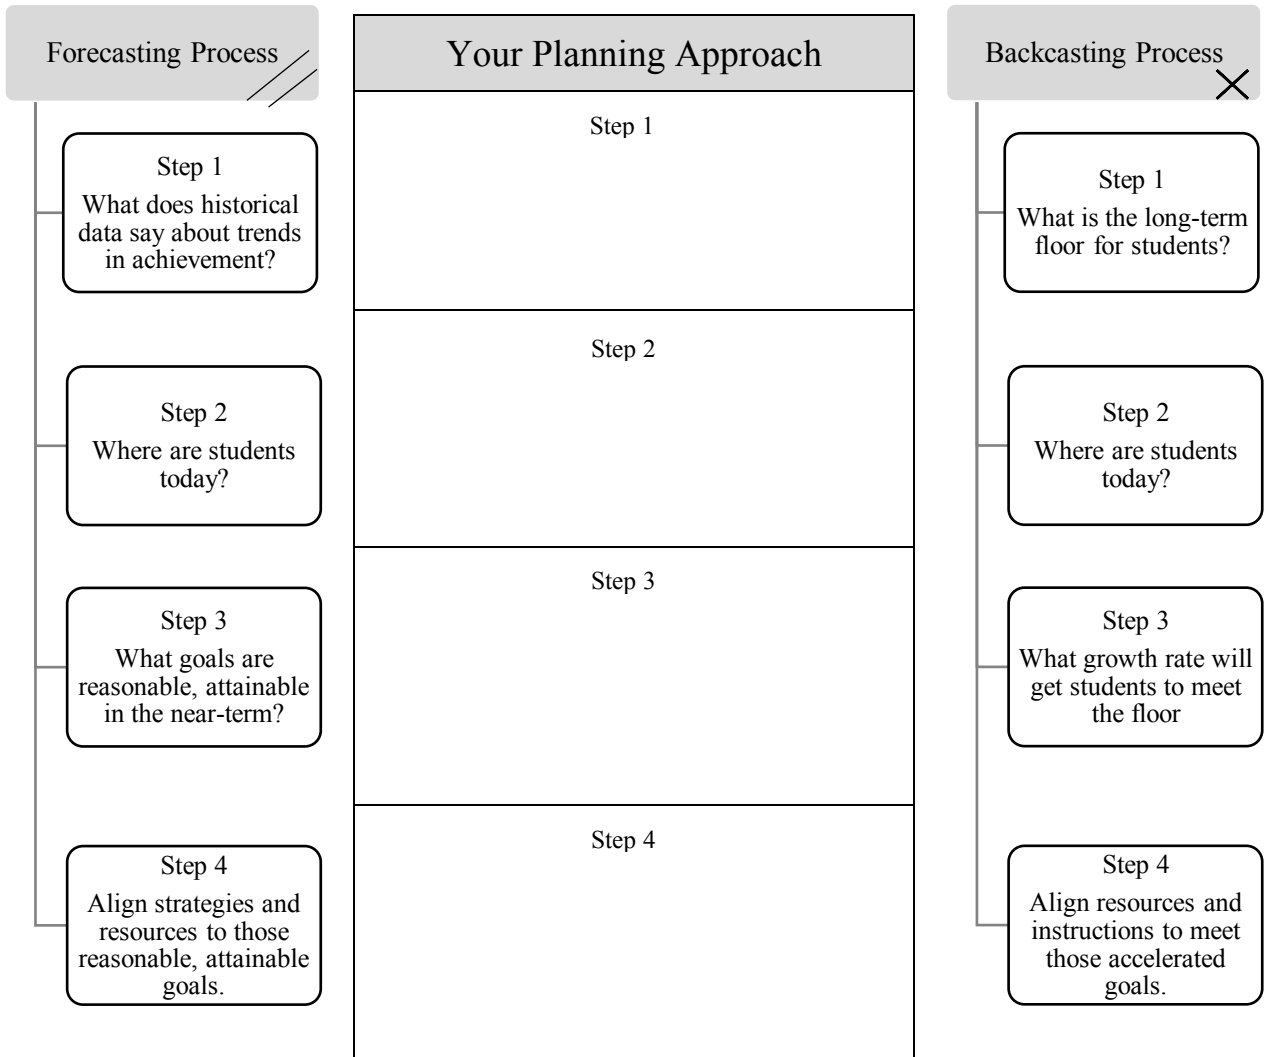 Forecasting Process
Step 1
What does historical
data say about trends
in achievement?
Step 2
Where are students
today?
Step 3
What goals are
reasonable, attainable
in the near-term?
Step 4
Align strategies and
resources to those
reasonable, attainable
goals.
Your Planning Approach
Step 1
Step 2
Step 3
Step 4
Backcasting Process
Step 1
What is the long-term
floor for students?
Step 2
Where are students
today?
Step 3
What growth rate will
get students to meet
the floor
Step 4
Align resources and
instructions to meet
those accelerated
goals.